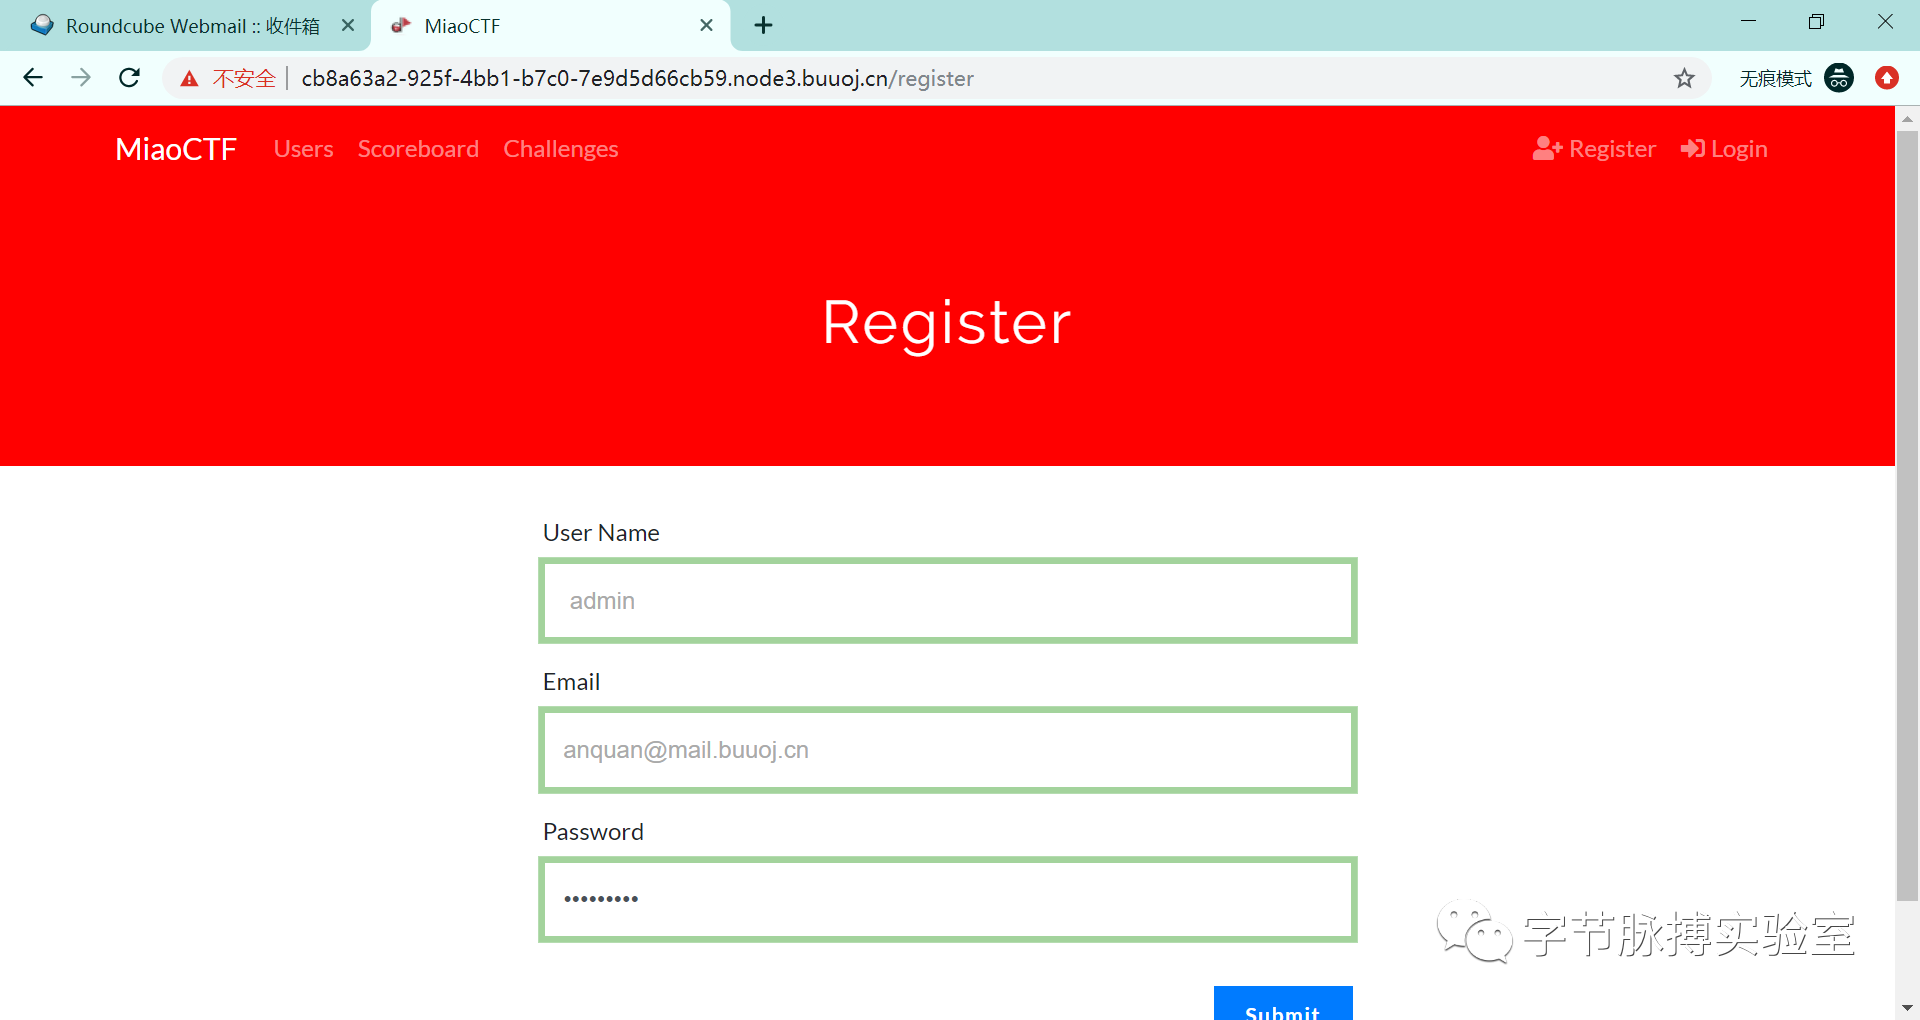 Roundcube Webmail :: 收件箱
MiaoCTF
不安全
cb8a63a2-925f-4bb1-b7c0-7e9d5d66cb59.node3.buuoj.cn/register
无痕模式
MiaoCTF Users Scoreboard Challenges Register Login
Register
User Name
admin
Email
anquan@mail.buuoj.cn
Password
•••••••••
字节脉搏实验室
Submit